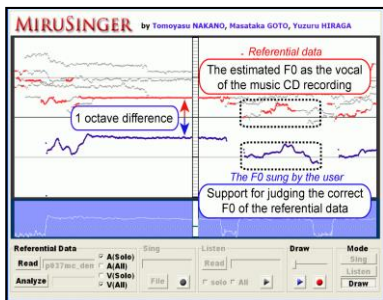 MIRUSINGER by Tomoyasu NAKANO, Masataka GOTO, Yuzuru HIRAGA
Referential data
The estimated F0 as the vocal
of the music CD recording
1 octave difference
The F0 sung by the user
Support for judging the correct
F0 of the referential data
Referential Data Sing Listen Draw Mode
Read p037mc_den A(Solo) Read Sing
A(All) Listen
Analyze V(Solo) File solo All Draw
V(All)